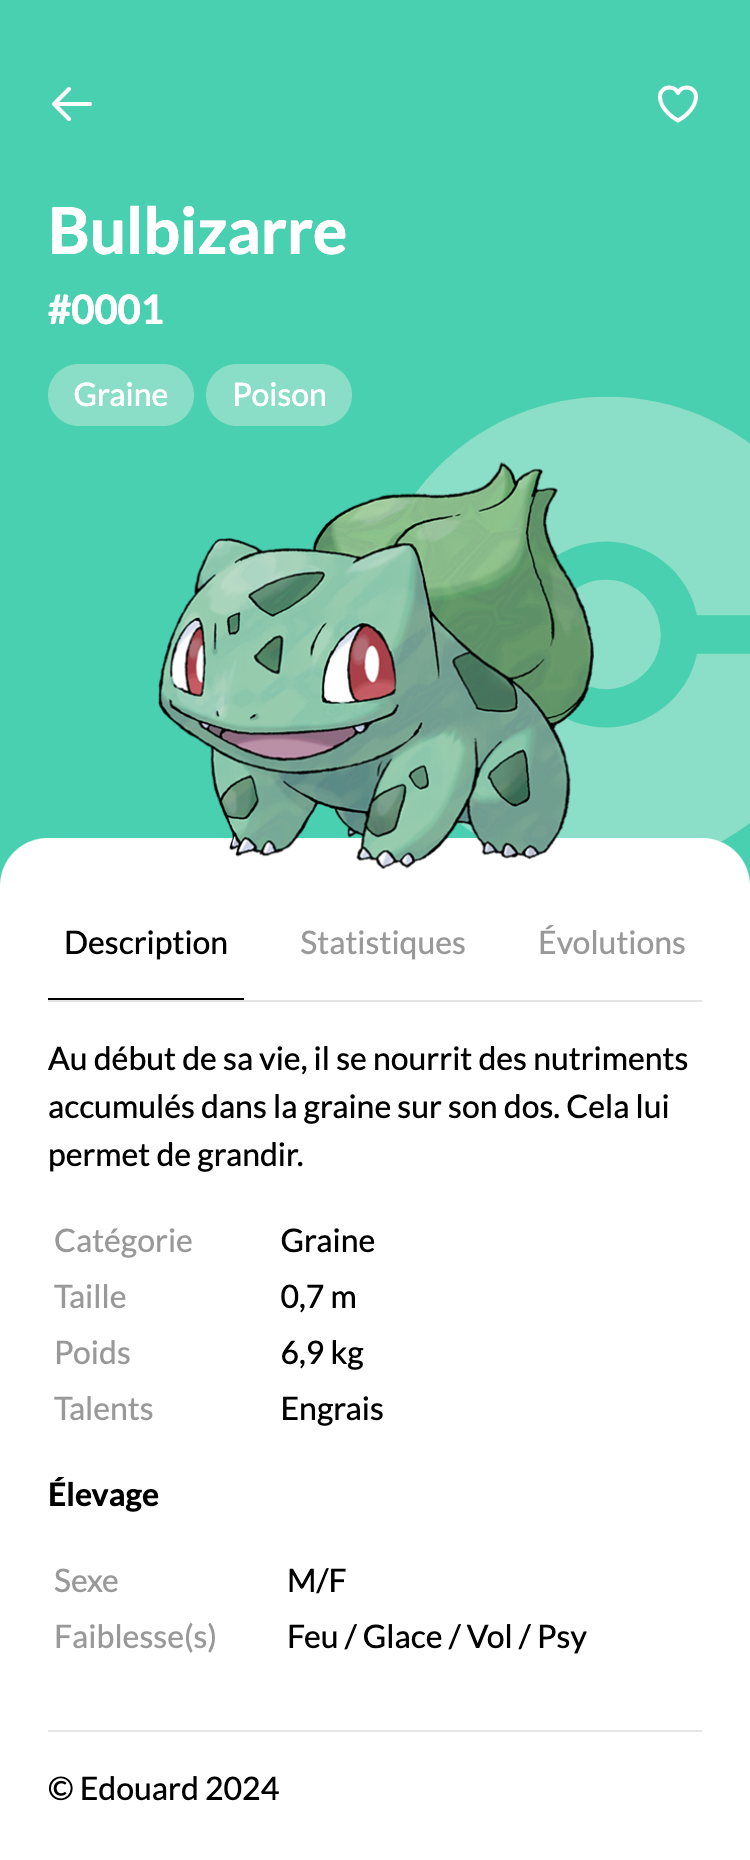 Bulbizarre
#0001
Graine Poison
Description Statistiques Évolutions
Au début de sa vie, il se nourrit des nutriments
accumulés dans la graine sur son dos. Cela lui
permet de grandir.
Catégorie Graine
Taille 0,7 m
Poids 6,9 kg
Talents Engrais
Élevage
Sexe M/F
Faiblesse(s) Feu / Glace / Vol / Psy
© Edouard 2024